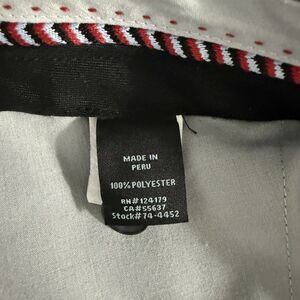 MADE IN
PERU
100% POLYESTER
RN#124179
CA#55637
Stock#74-4452